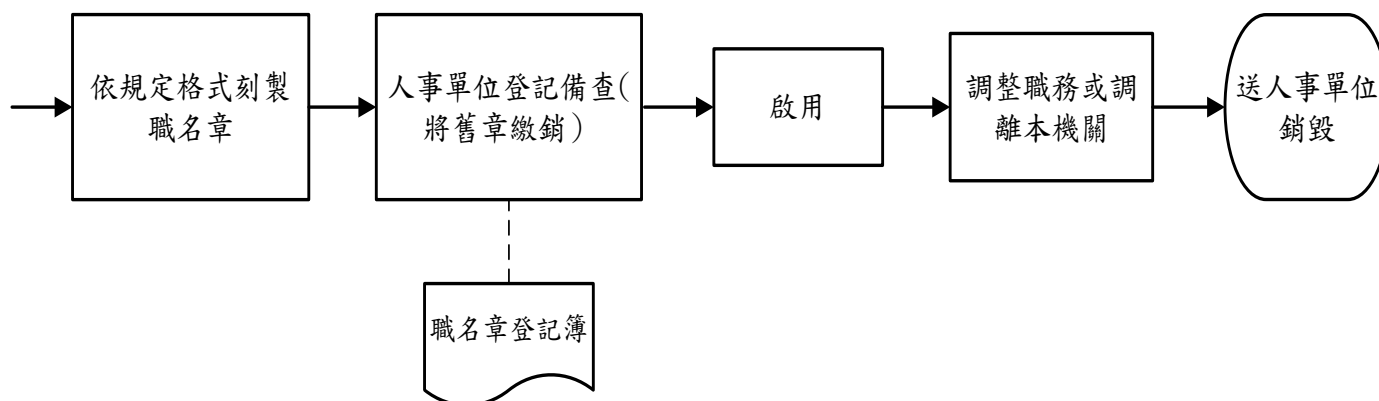 依規定格式刻製
職名章
人事單位登記備查(
將舊章繳銷)
啟用
調整職務或調
離本機關
送人事單位
銷毀
職名章登記簿